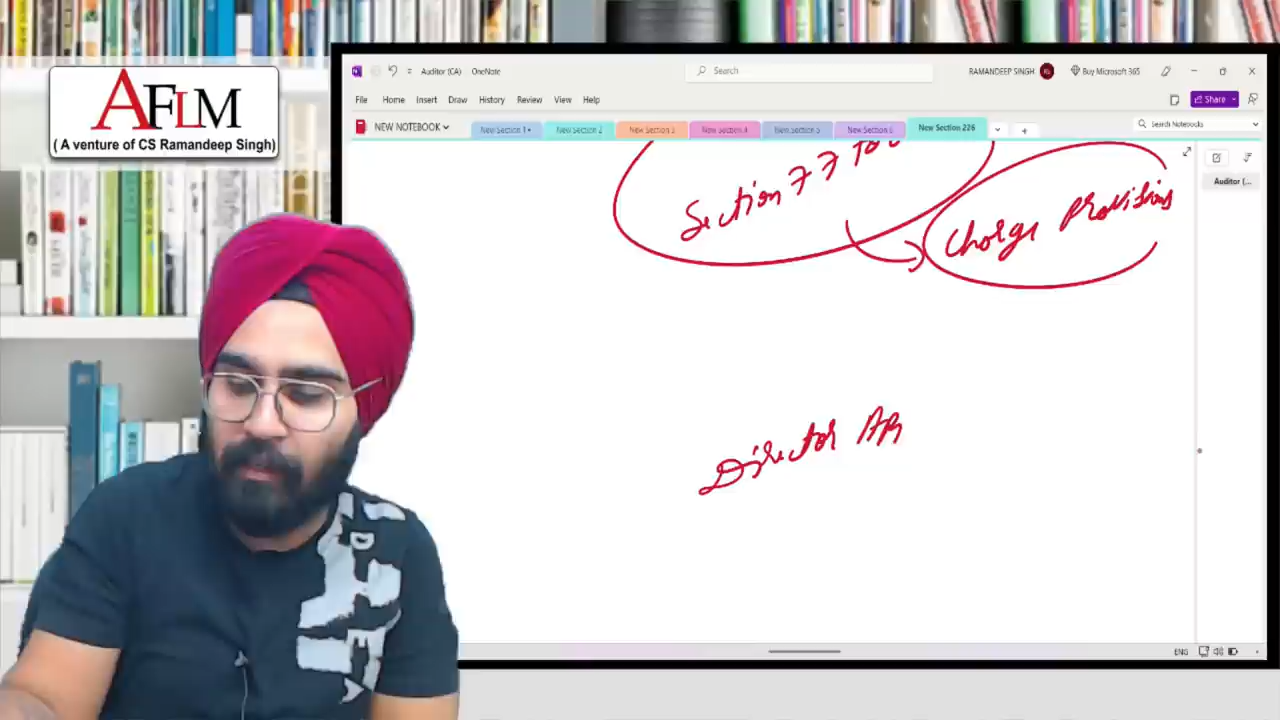 AFLM
( A venture of CS Ramandeep Singh)
Auditor (CA) OneNote
Search
RAMANDEEP SINGH
Buy Microsoft 365
File Home Insert Draw History Review View Help
Share
NEW NOTEBOOK
New Section 1 New Section 2 New Section 3 New Section 4 New Section 5 New Section 6 New Section 226
Search Notebooks
Auditor (...
Section 77 to
Charge Provisions
Director AR
ENG